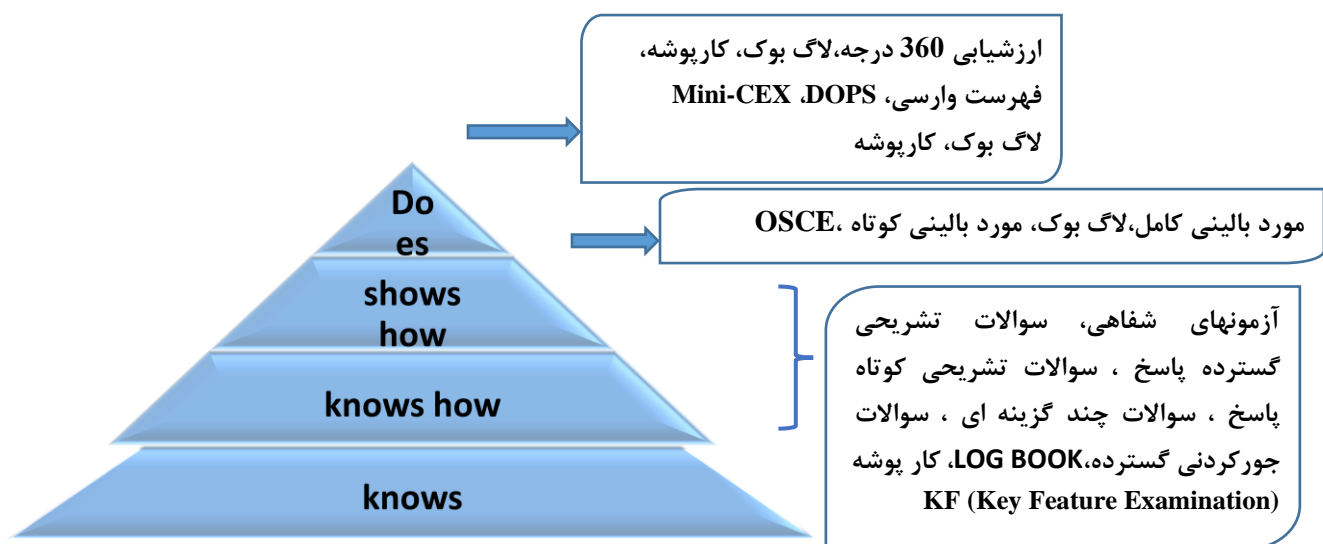 ارزشیابی 360 درجه،لاگ بوک، کارپوشه،
فهرست وارسی، Mini-CEX ،DOPS
لاگ بوک، کارپوشه
Do
es
مورد بالینی کامل،لاگ بوک، مورد بالینی کوتاه ،OSCE
shows
how
آزمونهای شفاهی، سوالات تشریحی
گسترده پاسخ ، سوالات تشریحی کوتاه
پاسخ ، سوالات چند گزینه ای ، سوالات
جورکردنی گسترده،LOG BOOK، کار پوشه
KF (Key Feature Examination)
knows how
knows